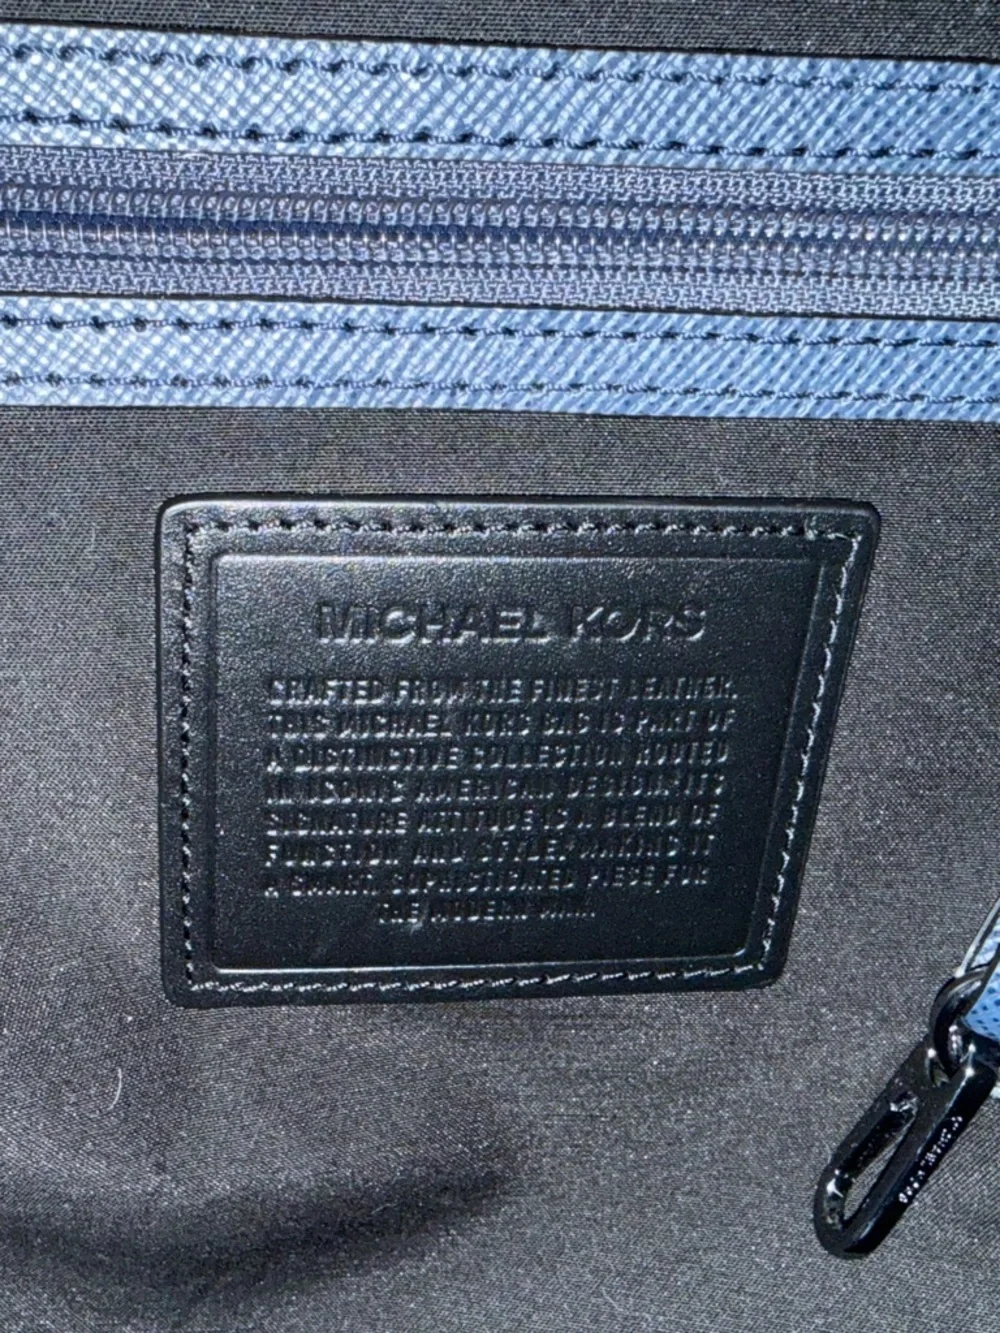 MICHAEL KORS
CRAFTED FROM THE FINEST LEATHER,
THIS MICHAEL KORS BAG IS PART OF
A DISTINCTIVE COLLECTION ROOTED
IN ICONIC AMERICAN DESIGN. ITS
SIGNATURE ATTITUDE IS A BLEND OF
FUNCTION AND STYLE, MAKING IT
A SMART, SOPHISTICATED PIECE FOR
THE MODERN MAN.